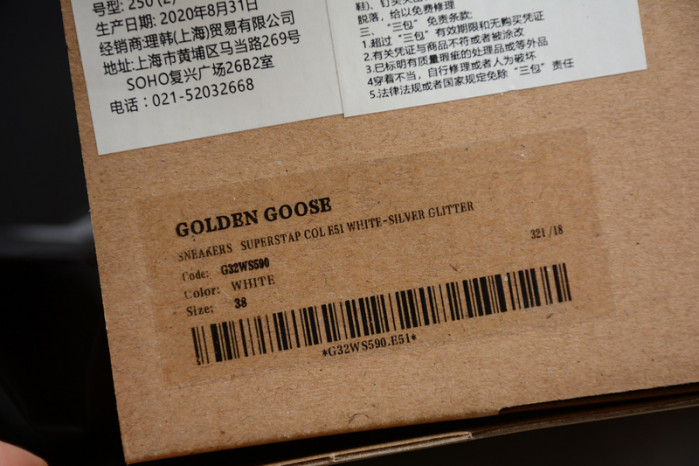 号型: 250 (2
生产日期: 2020年8月31日
经销商:理韩(上海)贸易有限公司
地址:上海市黄埔区马当路269号
SOHO复兴广场26B2室
电话：021-52032668
脱落，给以免费修理
三、"三包" 免责条款:
1.超过 "三包" 有效期限和无购买凭证
2.有关凭证与商品不符或者被涂改
3.已标明有质量瑕疵的处理品或等外品
4穿着不当，自行修理或者人为破坏
5.法律法规或者国家规定免除 "三包" 责任
GOLDEN GOOSE
SNEAKERS SUPERSTAP COL E51 WHITE-SILVER GLITTER
321/18
Code: G32WS590
Color: WHITE
Size: 38
*G32WS590.E51*